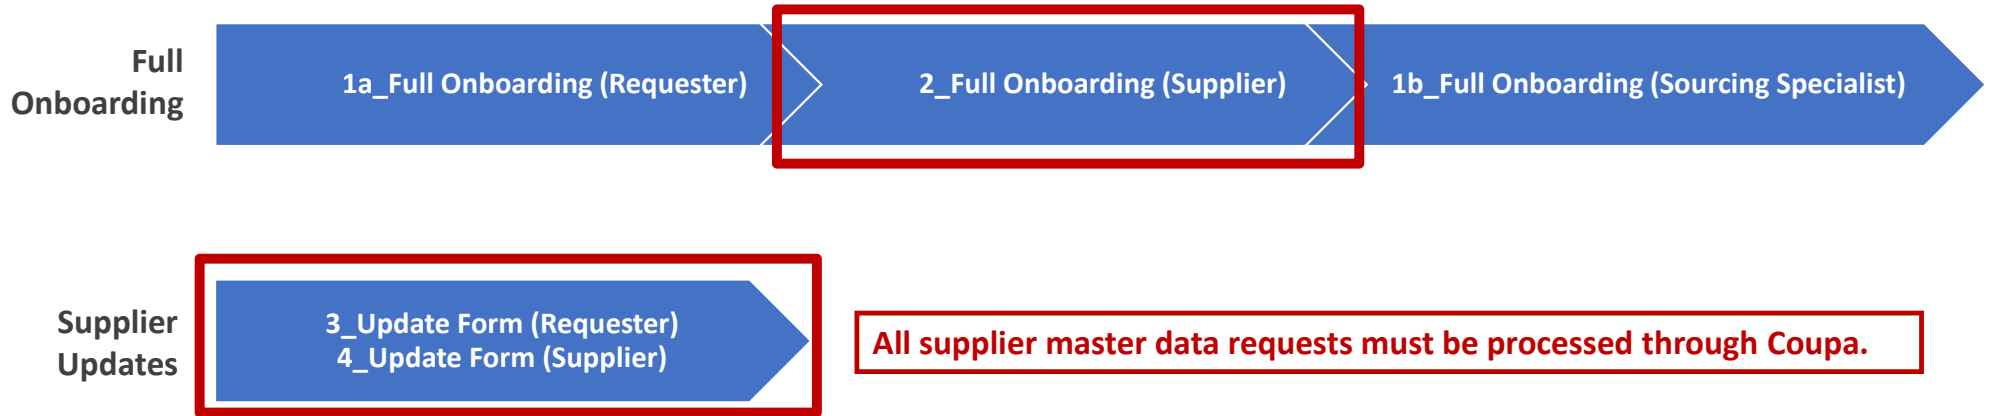 Full
Onboarding
1a_Full Onboarding (Requester)
2_Full Onboarding (Supplier)
1b_Full Onboarding (Sourcing Specialist)
Supplier
Updates
3_Update Form (Requester)
4_Update Form (Supplier)
All supplier master data requests must be processed through Coupa.